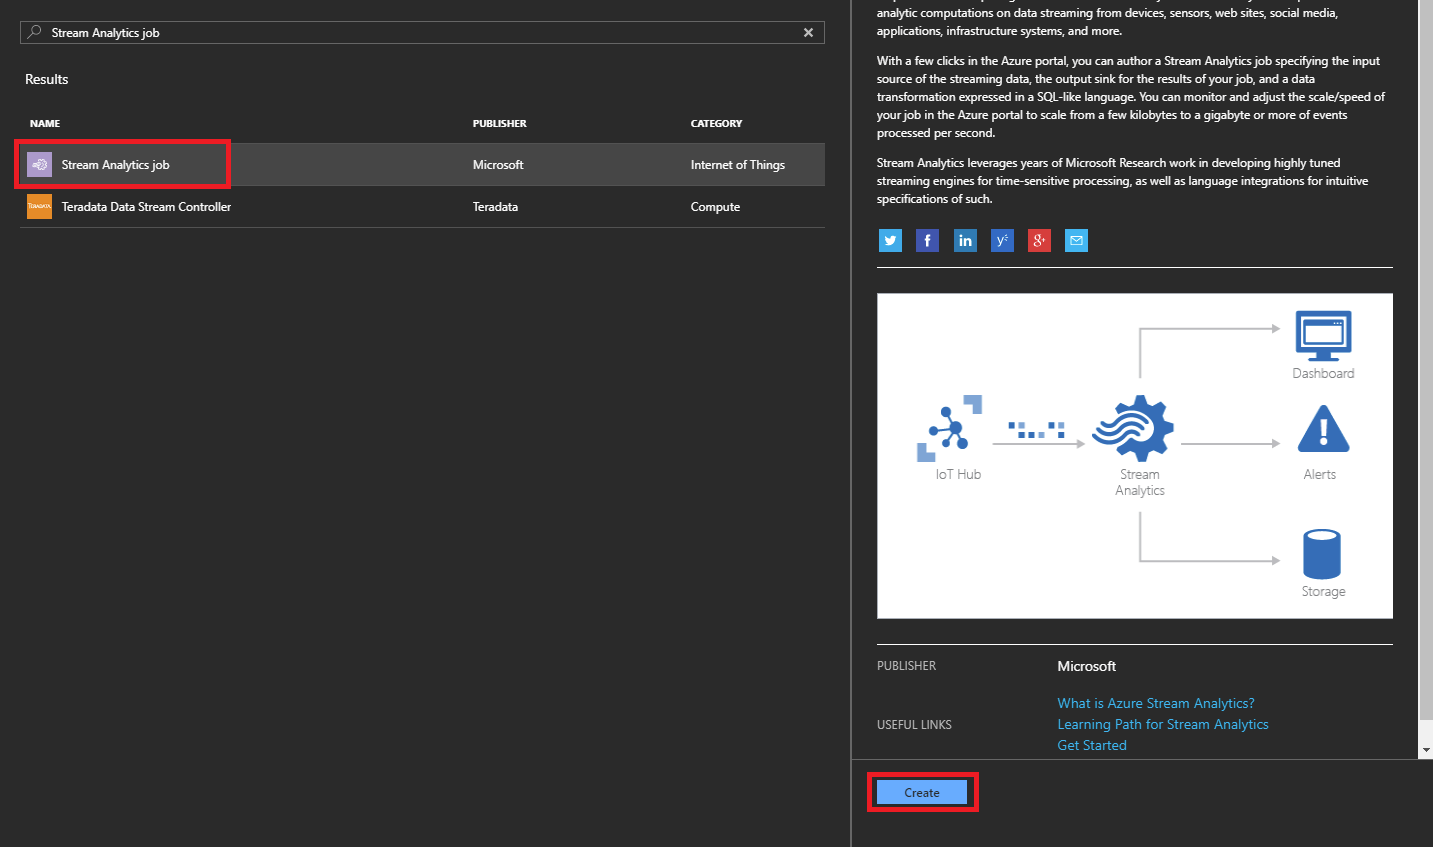 Stream Analytics job
Results
NAME PUBLISHER CATEGORY
Stream Analytics job Microsoft Internet of Things
TERADATA Teradata Data Stream Controller Teradata Compute
analytic computations on data streaming from devices, sensors, web sites, social media,
applications, infrastructure systems, and more.
With a few clicks in the Azure portal, you can author a Stream Analytics job specifying the input
source of the streaming data, the output sink for the results of your job, and a data
transformation expressed in a SQL-like language. You can monitor and adjust the scale/speed of
your job in the Azure portal to scale from a few kilobytes to a gigabyte or more of events
processed per second.
Stream Analytics leverages years of Microsoft Research work in developing highly tuned
streaming engines for time-sensitive processing, as well as language integrations for intuitive
specifications of such.
Dashboard
IoT Hub
Stream
Analytics
Alerts
Storage
PUBLISHER Microsoft
What is Azure Stream Analytics?
USEFUL LINKS Learning Path for Stream Analytics
Get Started
Create